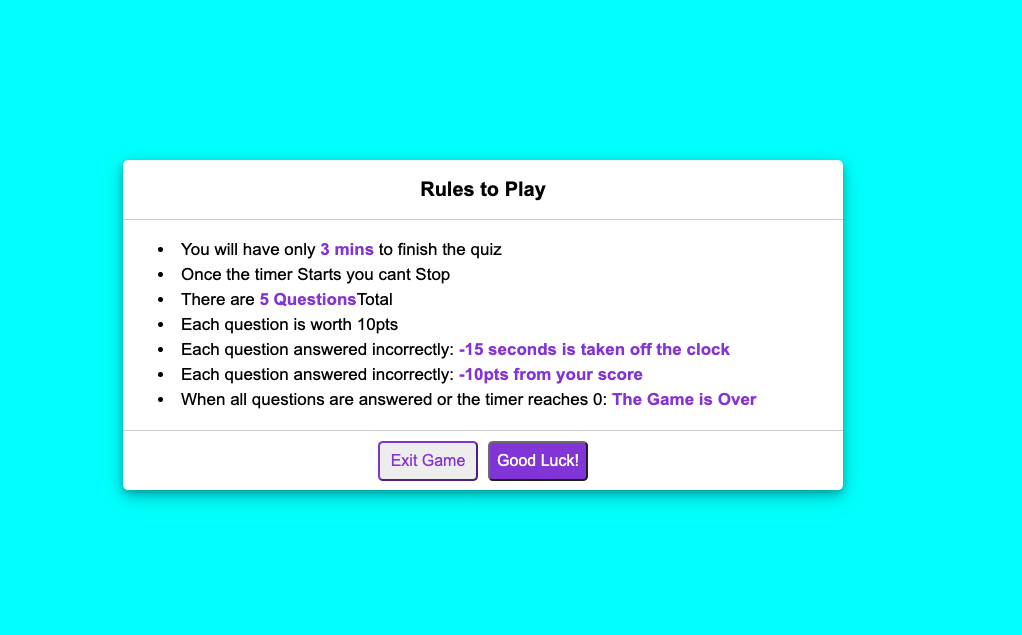 Rules to Play
• You will have only 3 mins to finish the quiz
• Once the timer Starts you cant Stop
• There are 5 QuestionsTotal
• Each question is worth 10pts
• Each question answered incorrectly: -15 seconds is taken off the clock
• Each question answered incorrectly: -10pts from your score
• When all questions are answered or the timer reaches 0: The Game is Over
Exit Game Good Luck!